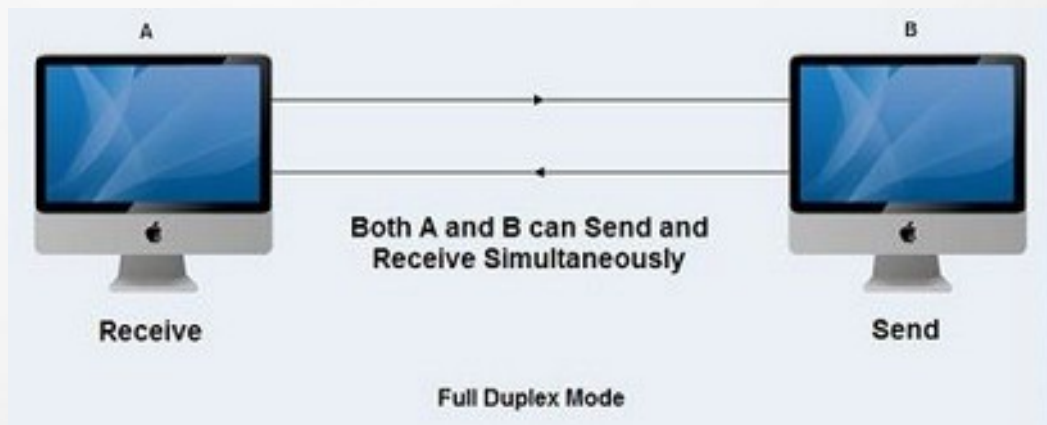 A
B
Both A and B can Send and
Receive Simultaneously
Receive
Send
Full Duplex Mode